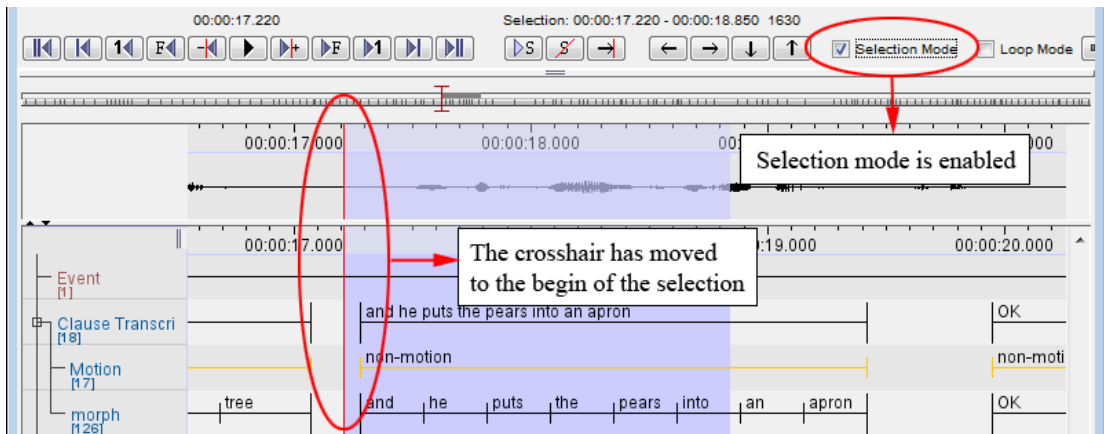 00:00:17.220 Selection: 00:00:17.220 - 00:00:18.850 1630
1 F - + F 1 S S Selection Mode Loop Mode
00:00:17.000 00:00:18.000 00: 000
Selection mode is enabled
00:00:17.000 :19.000 00:00:20.000
The crosshair has moved
to the begin of the selection
Event
[1]
and he puts the pears into an apron OK
Clause Transcri
[18]
non-motion non-moti
Motion
[17]
tree and he puts the pears into an apron OK
morph
[126]